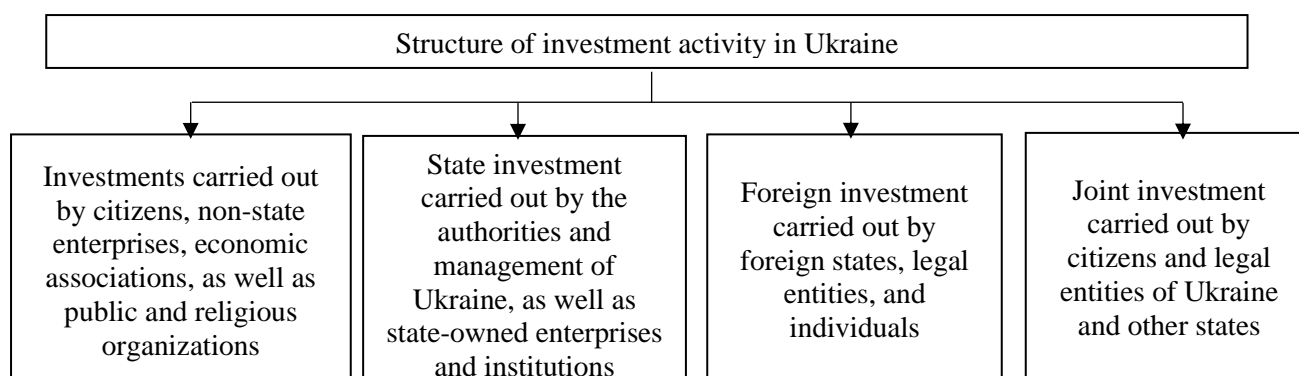 Structure of investment activity in Ukraine
Investments carried out
by citizens, non-state
enterprises, economic
associations, as well as
public and religious
organizations
State investment
carried out by the
authorities and
management of
Ukraine, as well as
state-owned enterprises
and institutions
Foreign investment
carried out by
foreign states, legal
entities, and
individuals
Joint investment
carried out by
citizens and legal
entities of Ukraine
and other states